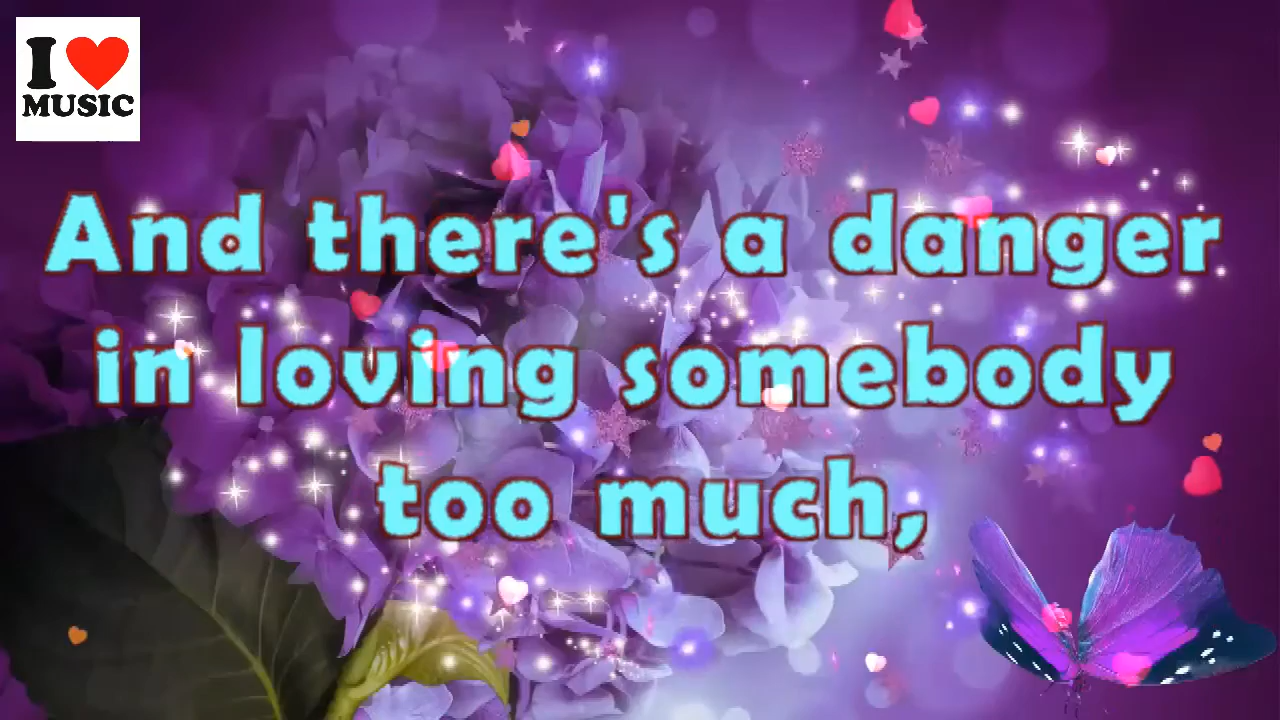 I ❤ MUSIC
And there's a danger
in loving somebody
too much,